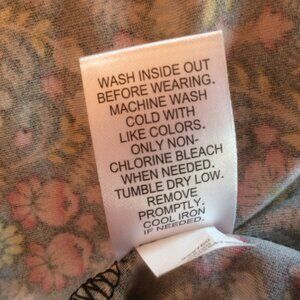 WASH INSIDE OUT
BEFORE WEARING.
MACHINE WASH
COLD WITH
LIKE COLORS.
ONLY NON-
CHLORINE BLEACH
WHEN NEEDED.
TUMBLE DRY LOW.
REMOVE
PROMPTLY.
COOL IRON
IF NEEDED.